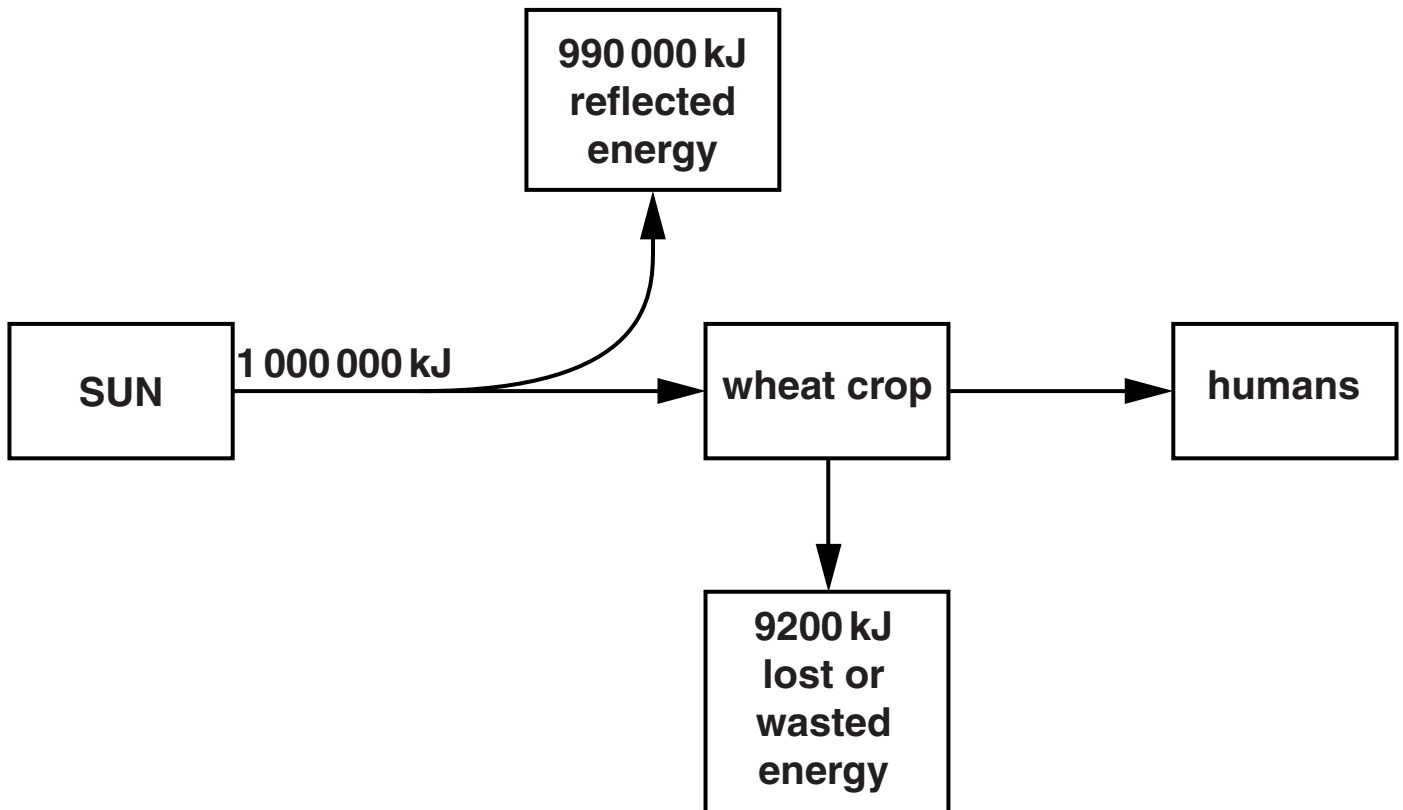 990 000 kJ
reflected
energy
SUN
1 000 000 kJ
wheat crop
humans
9200 kJ
lost or
wasted
energy